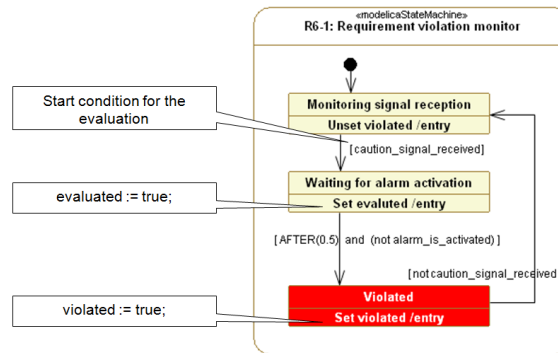 «modelicaStateMachine»
R6-1: Requirement violation monitor
Start condition for the
evaluation
Monitoring signal reception
Unset violated /entry
[caution_signal_received]
evaluated := true;
Waiting for alarm activation
Set evaluted /entry
[ AFTER(0.5) and (not alarm_is_activated) ]
[not caution_signal_received
violated := true;
Violated
Set violated /entry